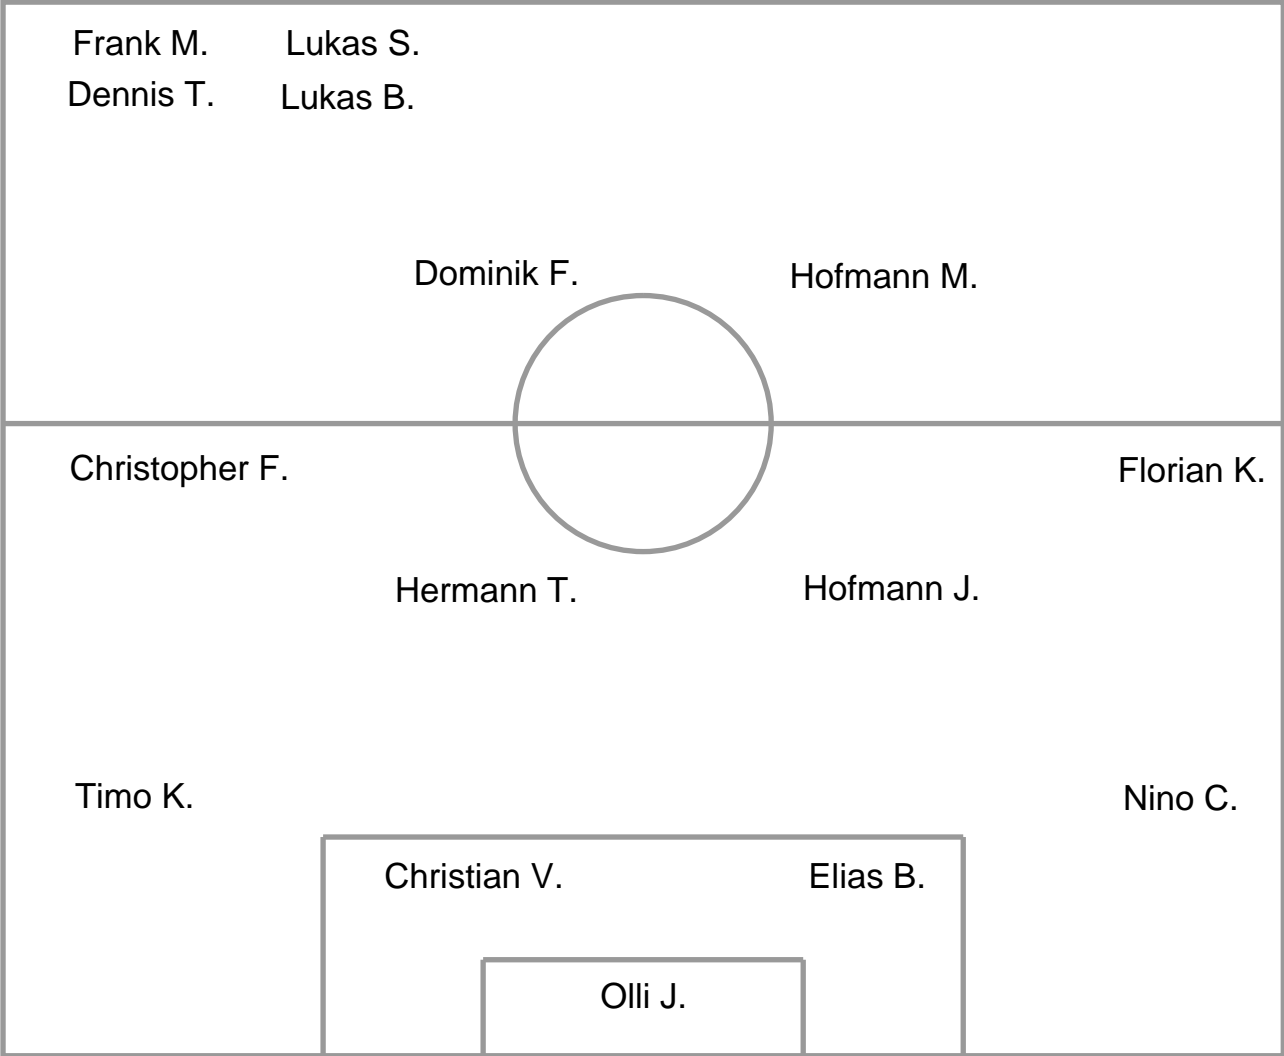 Frank M. Lukas S.
Dennis T. Lukas B.
Dominik F. Hofmann M.
Christopher F. Florian K.
Hermann T. Hofmann J.
Timo K. Nino C.
Christian V. Elias B.
Olli J.